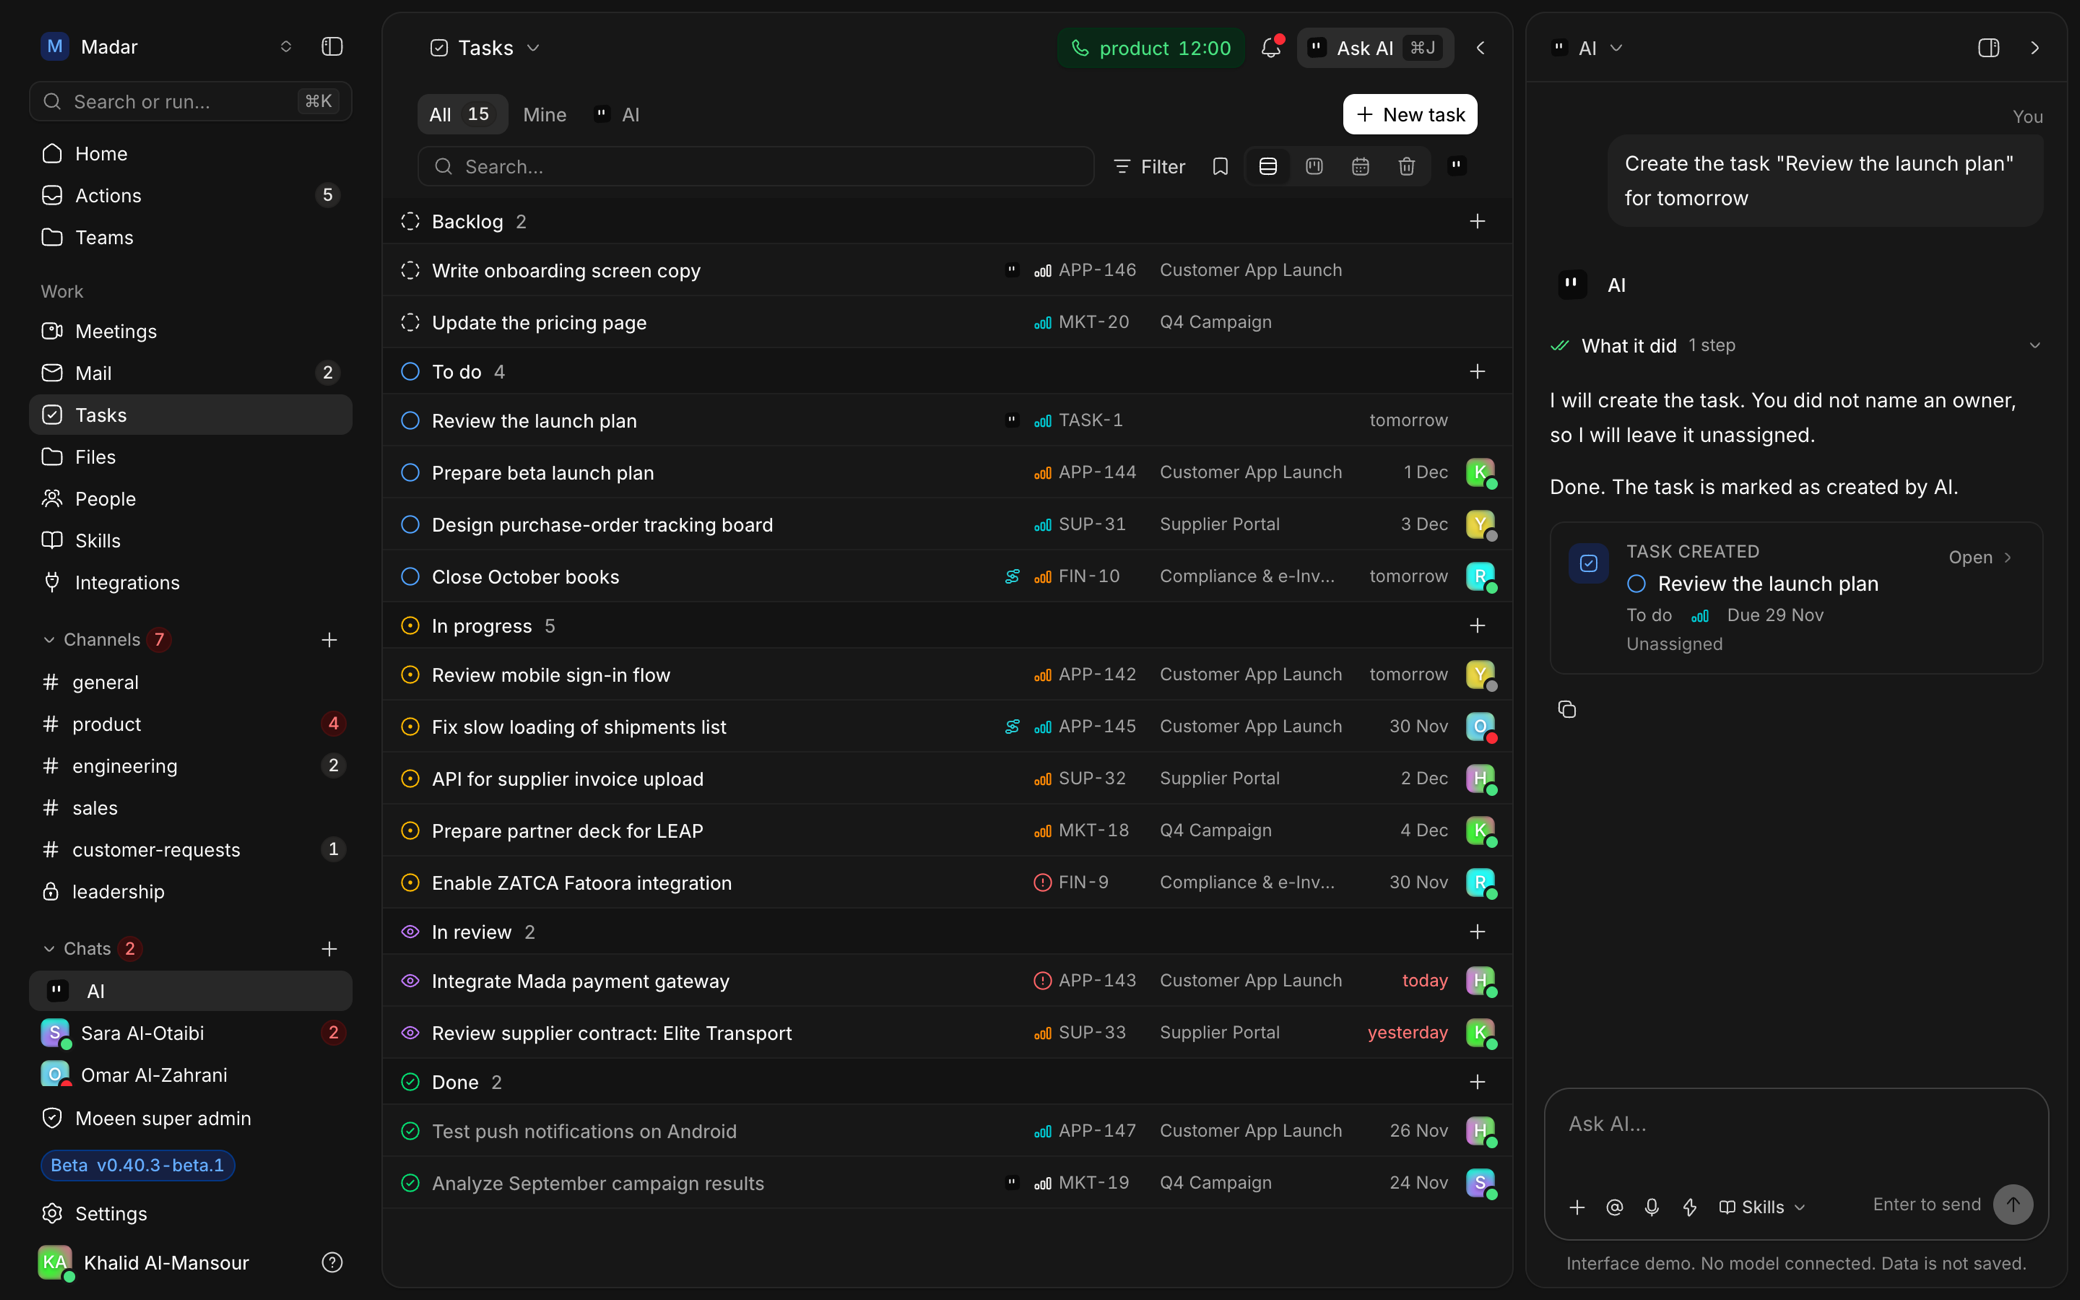 M Madar
Search or run... ⌘K
Home
Actions 5
Teams
Work
Meetings
Mail 2
Tasks
Files
People
Skills
Integrations
Channels 7
# general
# product 4
# engineering 2
# sales
# customer-requests 1
leadership
Chats 2
AI
S Sara Al-Otaibi 2
O Omar Al-Zahrani
Moeen super admin
Beta v0.40.3-beta.1
Settings
KA Khalid Al-Mansour
Tasks
product 12:00
Ask AI ⌘J
All 15 Mine AI
New task
Search...
Filter
Backlog 2
Write onboarding screen copy APP-146 Customer App Launch
Update the pricing page MKT-20 Q4 Campaign
To do 4
Review the launch plan TASK-1 tomorrow
Prepare beta launch plan APP-144 Customer App Launch 1 Dec K
Design purchase-order tracking board SUP-31 Supplier Portal 3 Dec Y
Close October books FIN-10 Compliance & e-Inv... tomorrow R
In progress 5
Review mobile sign-in flow APP-142 Customer App Launch tomorrow Y
Fix slow loading of shipments list APP-145 Customer App Launch 30 Nov O
API for supplier invoice upload SUP-32 Supplier Portal 2 Dec H
Prepare partner deck for LEAP MKT-18 Q4 Campaign 4 Dec K
Enable ZATCA Fatoora integration FIN-9 Compliance & e-Inv... 30 Nov R
In review 2
Integrate Mada payment gateway APP-143 Customer App Launch today H
Review supplier contract: Elite Transport SUP-33 Supplier Portal yesterday K
Done 2
Test push notifications on Android APP-147 Customer App Launch 26 Nov H
Analyze September campaign results MKT-19 Q4 Campaign 24 Nov S
AI
You
Create the task "Review the launch plan"
for tomorrow
AI
What it did 1 step
I will create the task. You did not name an owner,
so I will leave it unassigned.
Done. The task is marked as created by AI.
TASK CREATED
Open
Review the launch plan
To do Due 29 Nov
Unassigned
Ask AI...
Skills
Enter to send
Interface demo. No model connected. Data is not saved.